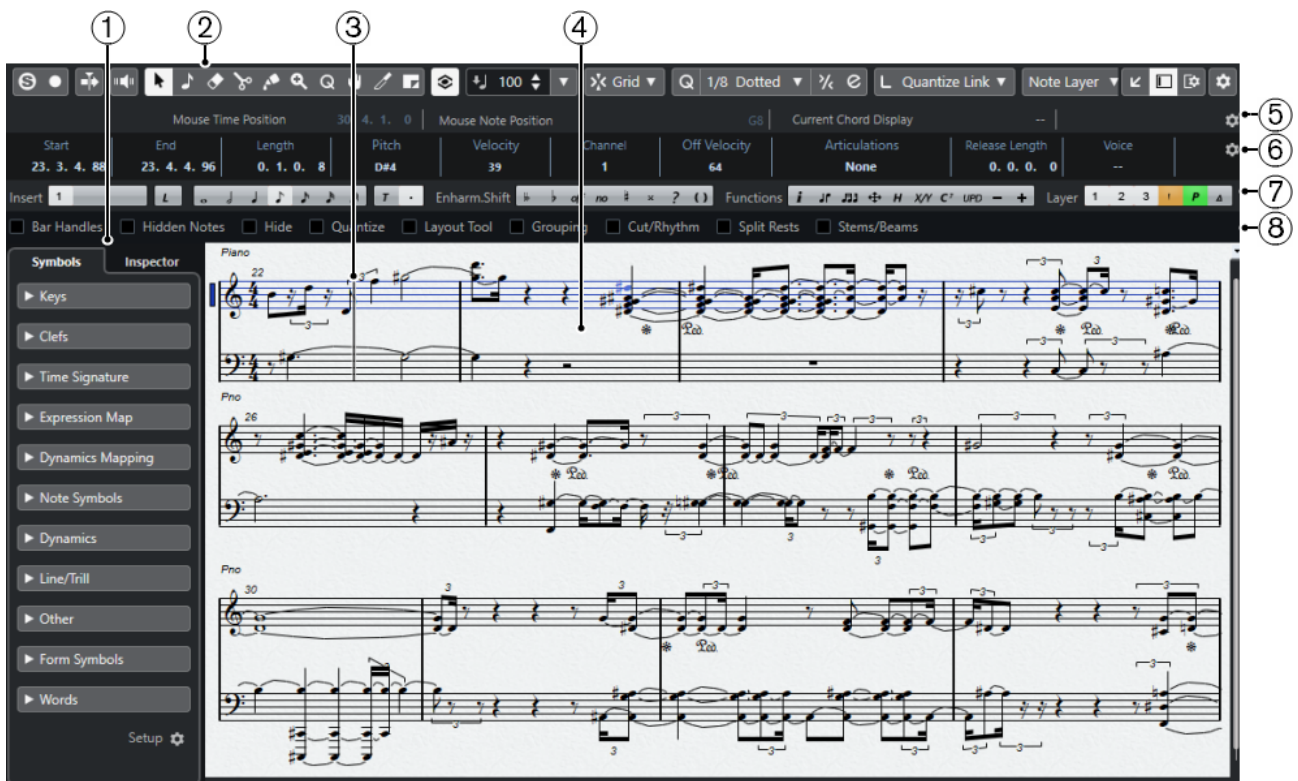 ① ② ③ ④
100 Grid Q 1/8 Dotted L Quantize Link Note Layer
Mouse Time Position 30. 4. 1. 0 Mouse Note Position G8 Current Chord Display -- ⑤
Start End Length Pitch Velocity Channel Off Velocity Articulations Release Length Voice ⑥
23. 3. 4. 88 23. 4. 4. 96 0. 1. 0. 8 D#4 39 1 64 None 0. 0. 0. 0 --
Insert 1 L T . Enharm.Shift no ? ( ) Functions i H X/Y C7 UPD - + Layer 1 2 3 P ⑦
Bar Handles Hidden Notes Hide Quantize Layout Tool Grouping Cut/Rhythm Split Rests Stems/Beams ⑧
Symbols Inspector
Keys
Clefs
Time Signature
Expression Map
Dynamics Mapping
Note Symbols
Dynamics
Line/Trill
Other
Form Symbols
Words
Setup
Piano
22
Pno
26
Pno
30